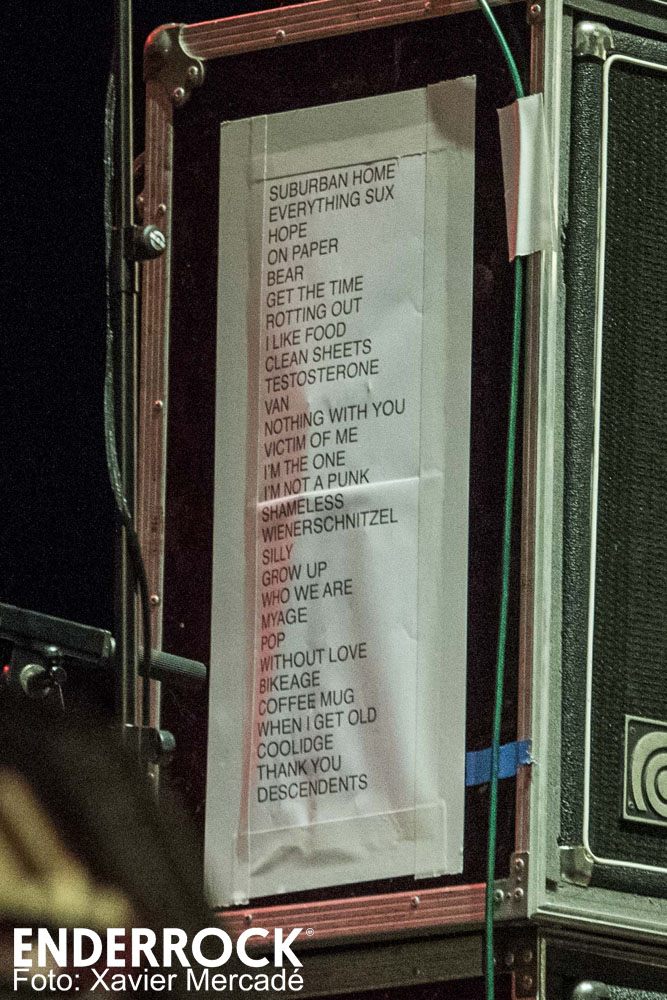 SUBURBAN HOME
EVERYTHING SUX
HOPE
ON PAPER
BEAR
GET THE TIME
ROTTING OUT
I LIKE FOOD
CLEAN SHEETS
TESTOSTERONE
VAN
NOTHING WITH YOU
VICTIM OF ME
I'M THE ONE
I'M NOT A PUNK
SHAMELESS
WIENERSCHNITZEL
SILLY
GROW UP
WHO WE ARE
MYAGE
POP
WITHOUT LOVE
BIKEAGE
COFFEE MUG
WHEN I GET OLD
COOLIDGE
THANK YOU
DESCENDENTS
ENDERROCK©
Foto: Xavier Mercadé